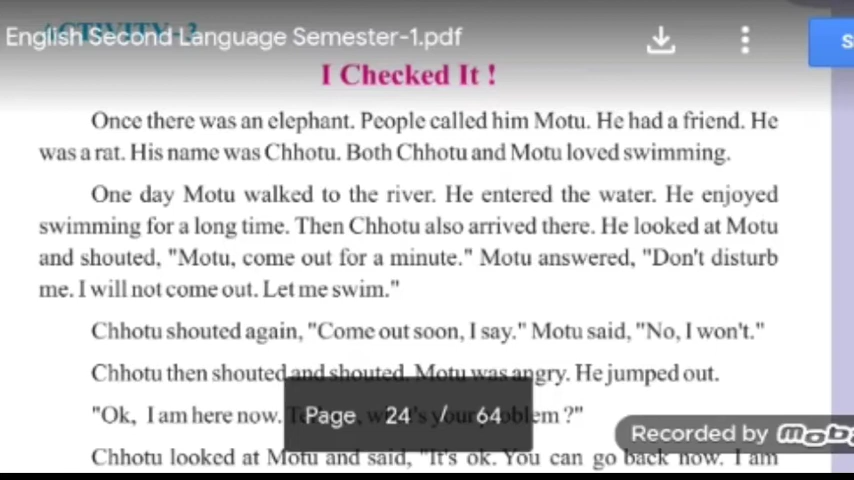 ACTIVITY-3
English Second Language Semester-1.pdf
S
I Checked It !
Once there was an elephant. People called him Motu. He had a friend. He
was a rat. His name was Chhotu. Both Chhotu and Motu loved swimming.
One day Motu walked to the river. He entered the water. He enjoyed
swimming for a long time. Then Chhotu also arrived there. He looked at Motu
and shouted, "Motu, come out for a minute." Motu answered, "Don't disturb
me. I will not come out. Let me swim."
Chhotu shouted again, "Come out soon, I say." Motu said, "No, I won't."
Chhotu then shouted and shouted. Motu was angry. He jumped out.
"Ok, I am here now. your problem ?"
Page 24 / 64
Recorded by
Chhotu looked at Motu and said, "It's ok. You can go back now. I am